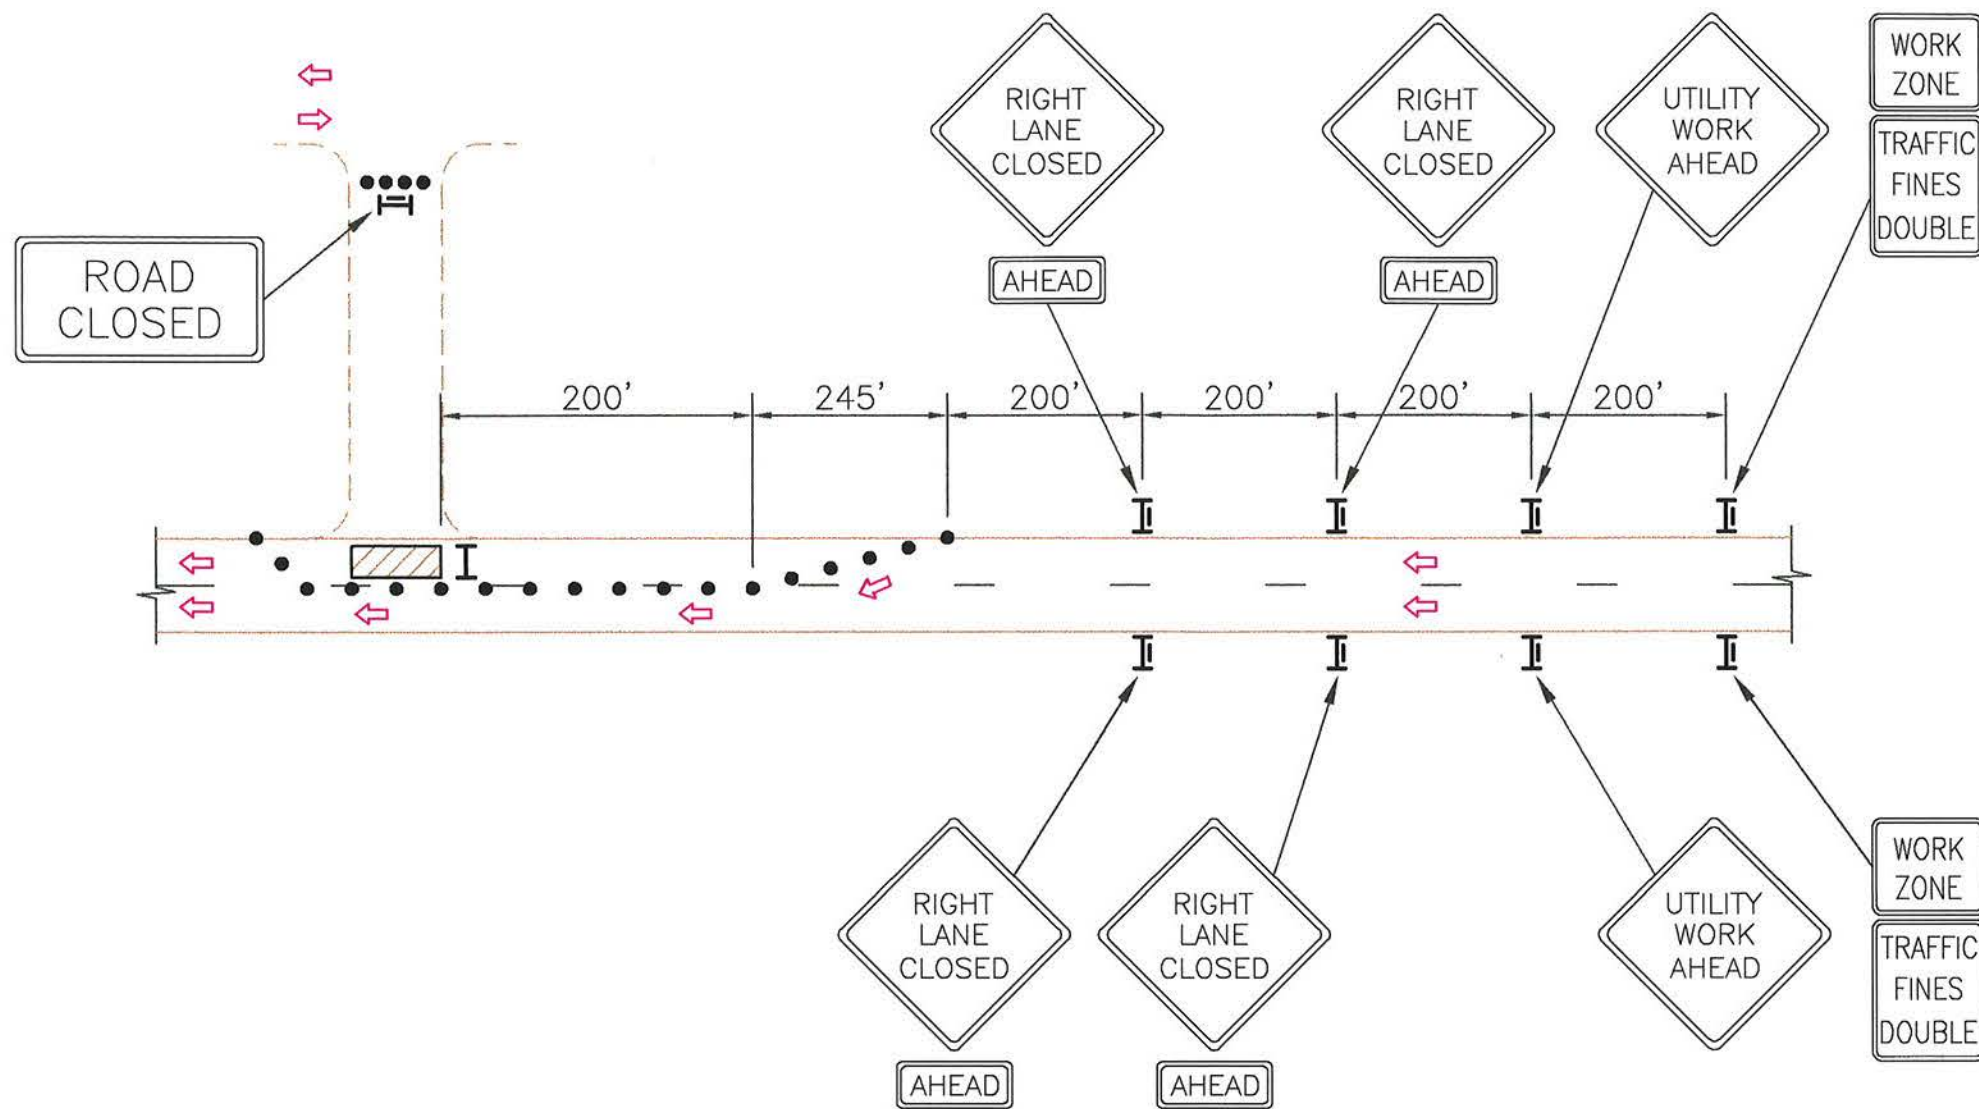 RIGHT
LANE
CLOSED
AHEAD
RIGHT
LANE
CLOSED
AHEAD
UTILITY
WORK
AHEAD
WORK
ZONE
TRAFFIC
FINES
DOUBLE
ROAD
CLOSED
200' 245' 200' 200' 200' 200'
RIGHT
LANE
CLOSED
AHEAD
RIGHT
LANE
CLOSED
AHEAD
UTILITY
WORK
AHEAD
WORK
ZONE
TRAFFIC
FINES
DOUBLE